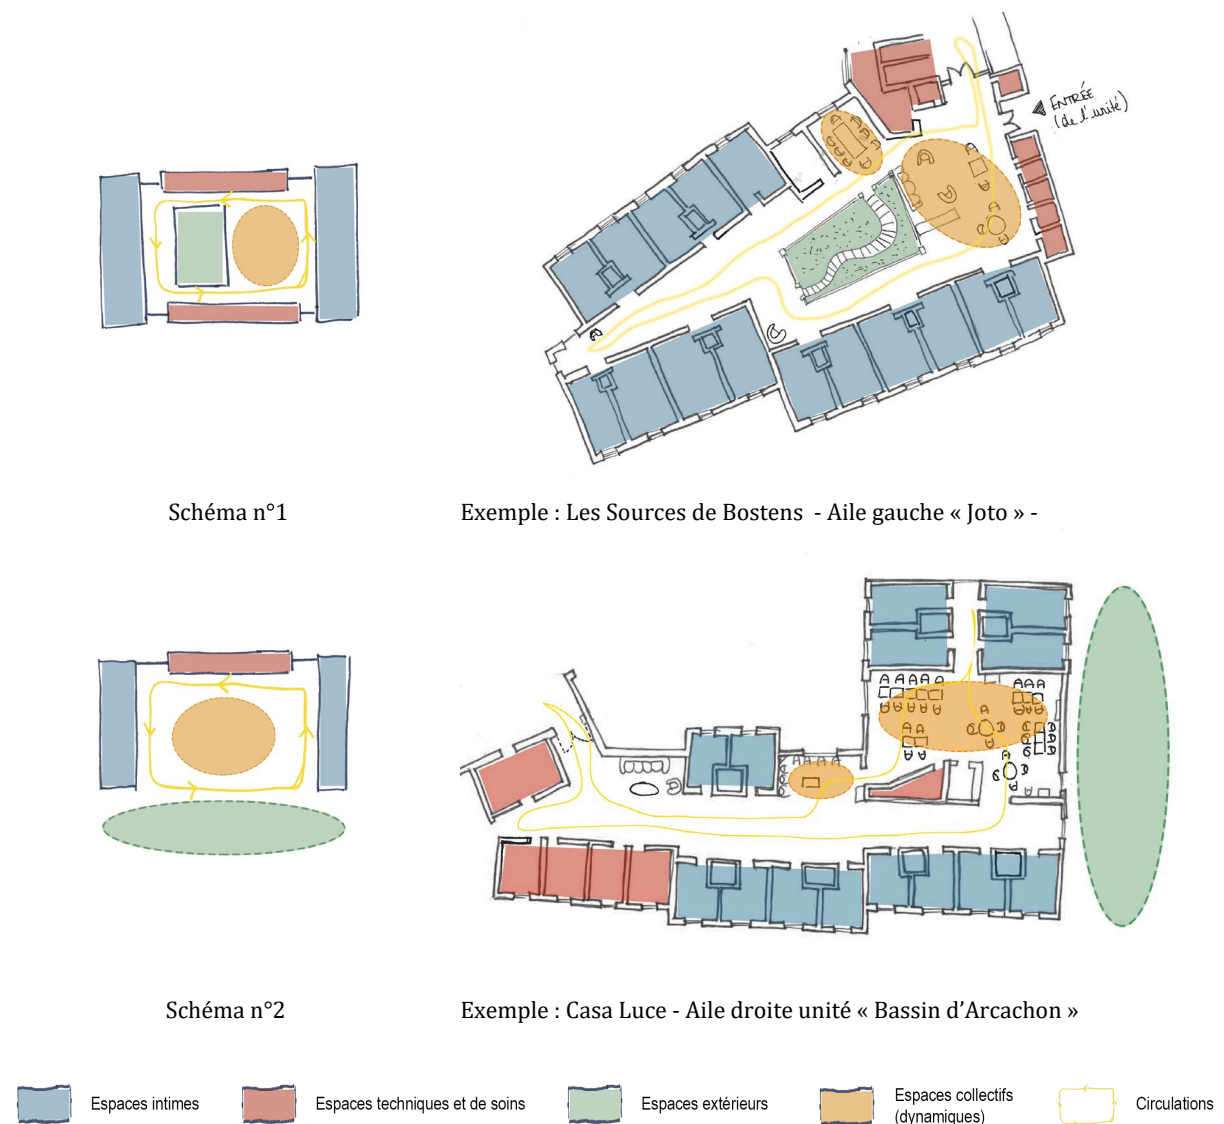 ENTRÉE
(de l'unité)
Schéma n°1
Exemple : Les Sources de Bostens - Aile gauche « Joto » -
Schéma n°2
Exemple : Casa Luce - Aile droite unité « Bassin d’Arcachon »
Espaces intimes
Espaces techniques et de soins
Espaces extérieurs
Espaces collectifs
(dynamiques)
Circulations